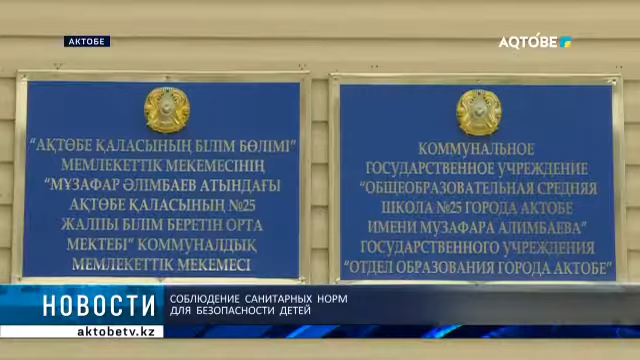 АКТОБЕ
AQTÓBE
“АҚТӨБЕ ҚАЛАСЫНЫҢ БІЛІМ БӨЛІМІ”
МЕМЛЕКЕТТІК МЕКЕМЕСІНІҢ
“МҰЗАФАР ӘЛІМБАЕВ АТЫНДАҒЫ
АҚТӨБЕ ҚАЛАСЫНЫҢ №25
ЖАЛПЫ БІЛІМ БЕРЕТІН ОРТА
МЕКТЕБІ” КОММУНАЛДЫҚ
МЕМЛЕКЕТТІК МЕКЕМЕСІ
КОММУНАЛЬНОЕ
ГОСУДАРСТВЕННОЕ УЧРЕЖДЕНИЕ
“ОБЩЕОБРАЗОВАТЕЛЬНАЯ СРЕДНЯЯ
ШКОЛА №25 ГОРОДА АКТОБЕ
ИМЕНИ МУЗАФАРА АЛИМБАЕВА”
ГОСУДАРСТВЕННОГО УЧРЕЖДЕНИЯ
“ОТДЕЛ ОБРАЗОВАНИЯ ГОРОДА АКТОБЕ”
НОВОСТИ
aktobetv.kz
СОБЛЮДЕНИЕ САНИТАРНЫХ НОРМ
ДЛЯ БЕЗОПАСНОСТИ ДЕТЕЙ